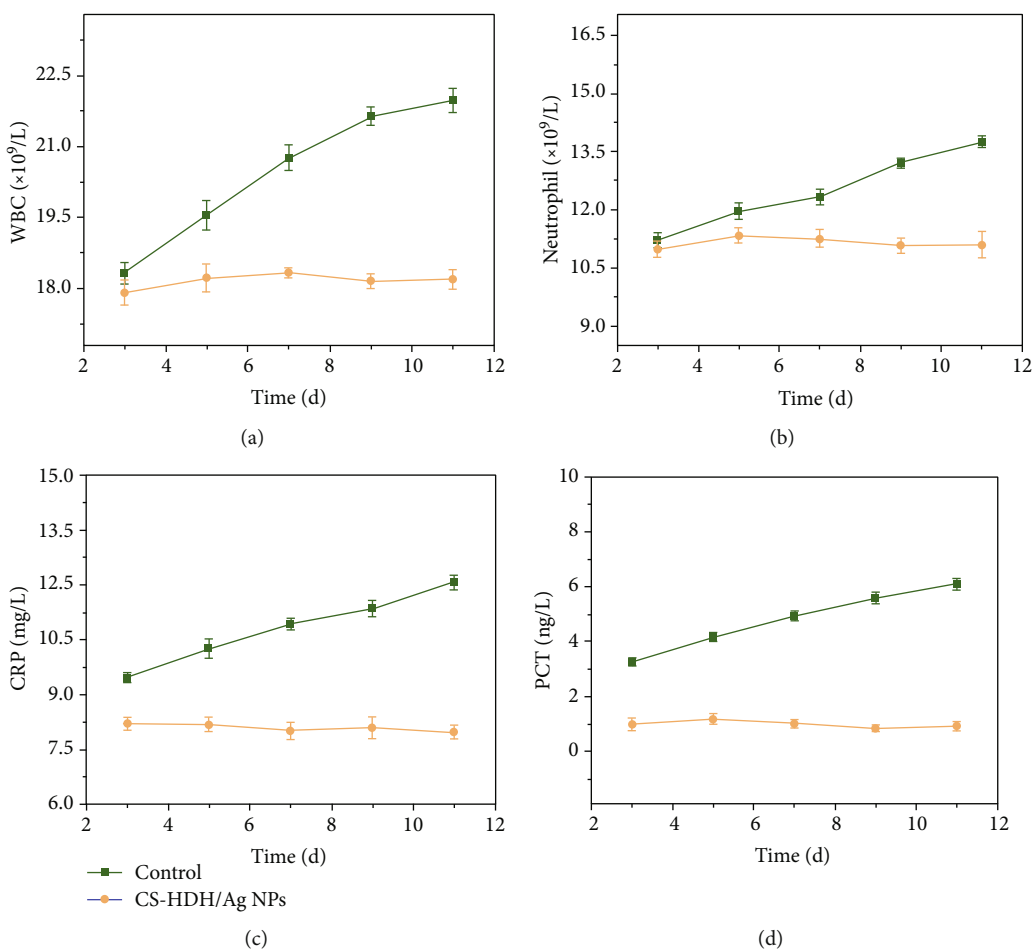 22.5
21.0
19.5
18.0
WBC (×10⁹/L)
2 4 6 8 10 12
Time (d)
(a)
16.5
15.0
13.5
12.0
10.5
9.0
Neutrophil (×10⁹/L)
2 4 6 8 10 12
Time (d)
(b)
15.0
13.5
12.5
10.5
9.0
7.5
6.0
CRP (mg/L)
2 4 6 8 10 12
Time (d)
Control
CS-HDH/Ag NPs
(c)
10
8
6
4
2
0
PCT (ng/L)
2 4 6 8 10 12
Time (d)
(d)